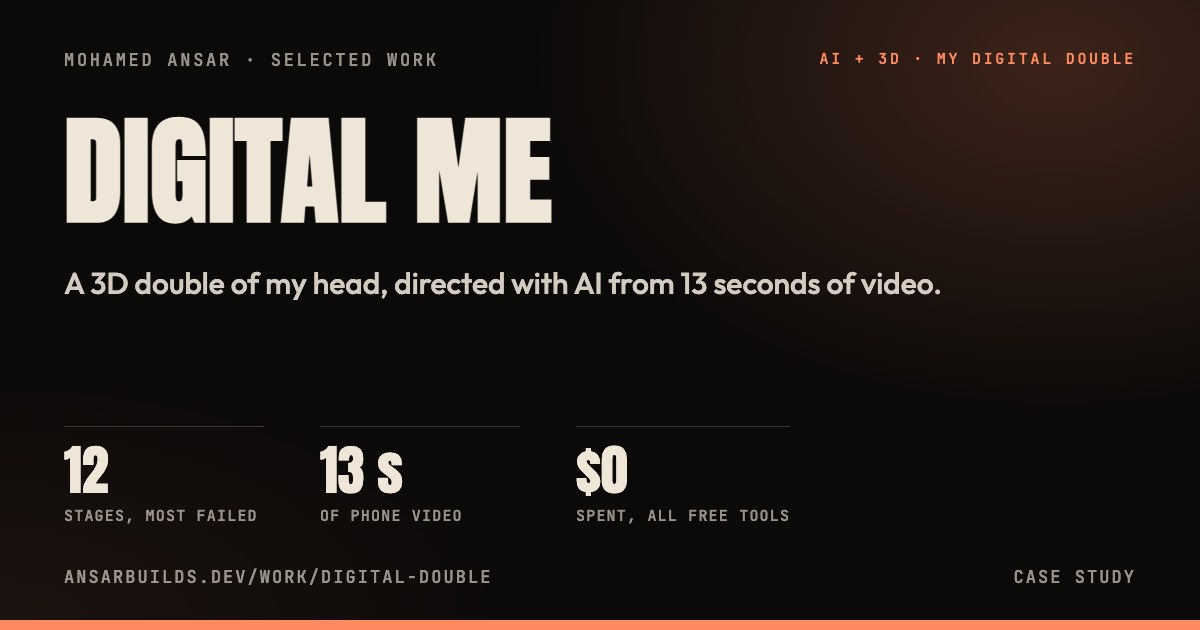 MOHAMED ANSAR · SELECTED WORK
AI + 3D · MY DIGITAL DOUBLE
DIGITAL ME
A 3D double of my head, directed with AI from 13 seconds of video.
12
STAGES, MOST FAILED
13 s
OF PHONE VIDEO
$0
SPENT, ALL FREE TOOLS
ANSARBUILDS.DEV/WORK/DIGITAL-DOUBLE
CASE STUDY